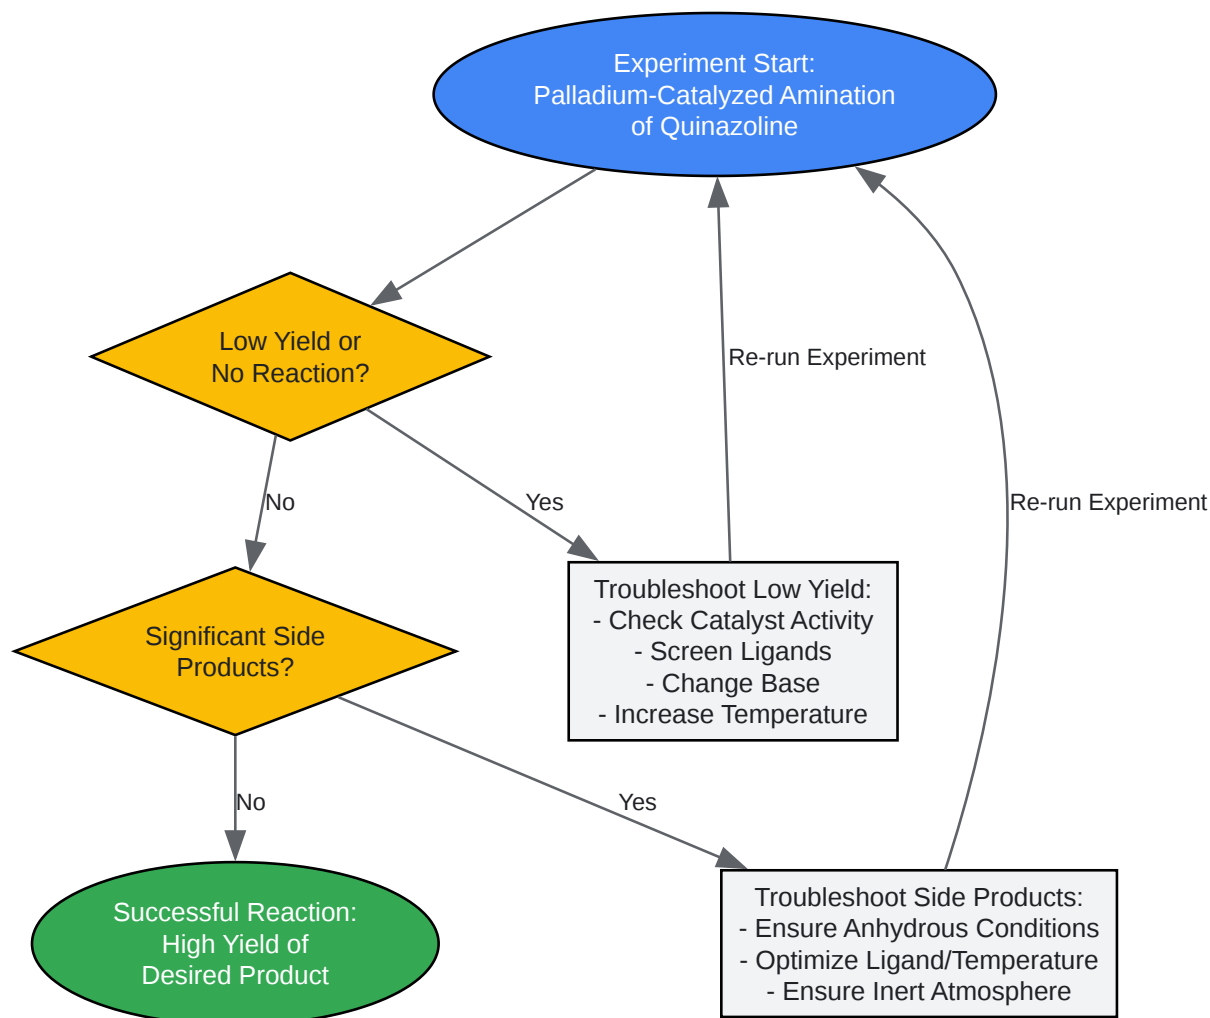 Experiment Start:
Palladium-Catalyzed Amination
of Quinazoline
Low Yield or
No Reaction?
Re-run Experiment
No
Yes
Re-run Experiment
Troubleshoot Low Yield:
- Check Catalyst Activity
- Screen Ligands
- Change Base
- Increase Temperature
Significant Side
Products?
No
Yes
Successful Reaction:
High Yield of
Desired Product
Troubleshoot Side Products:
- Ensure Anhydrous Conditions
- Optimize Ligand/Temperature
- Ensure Inert Atmosphere